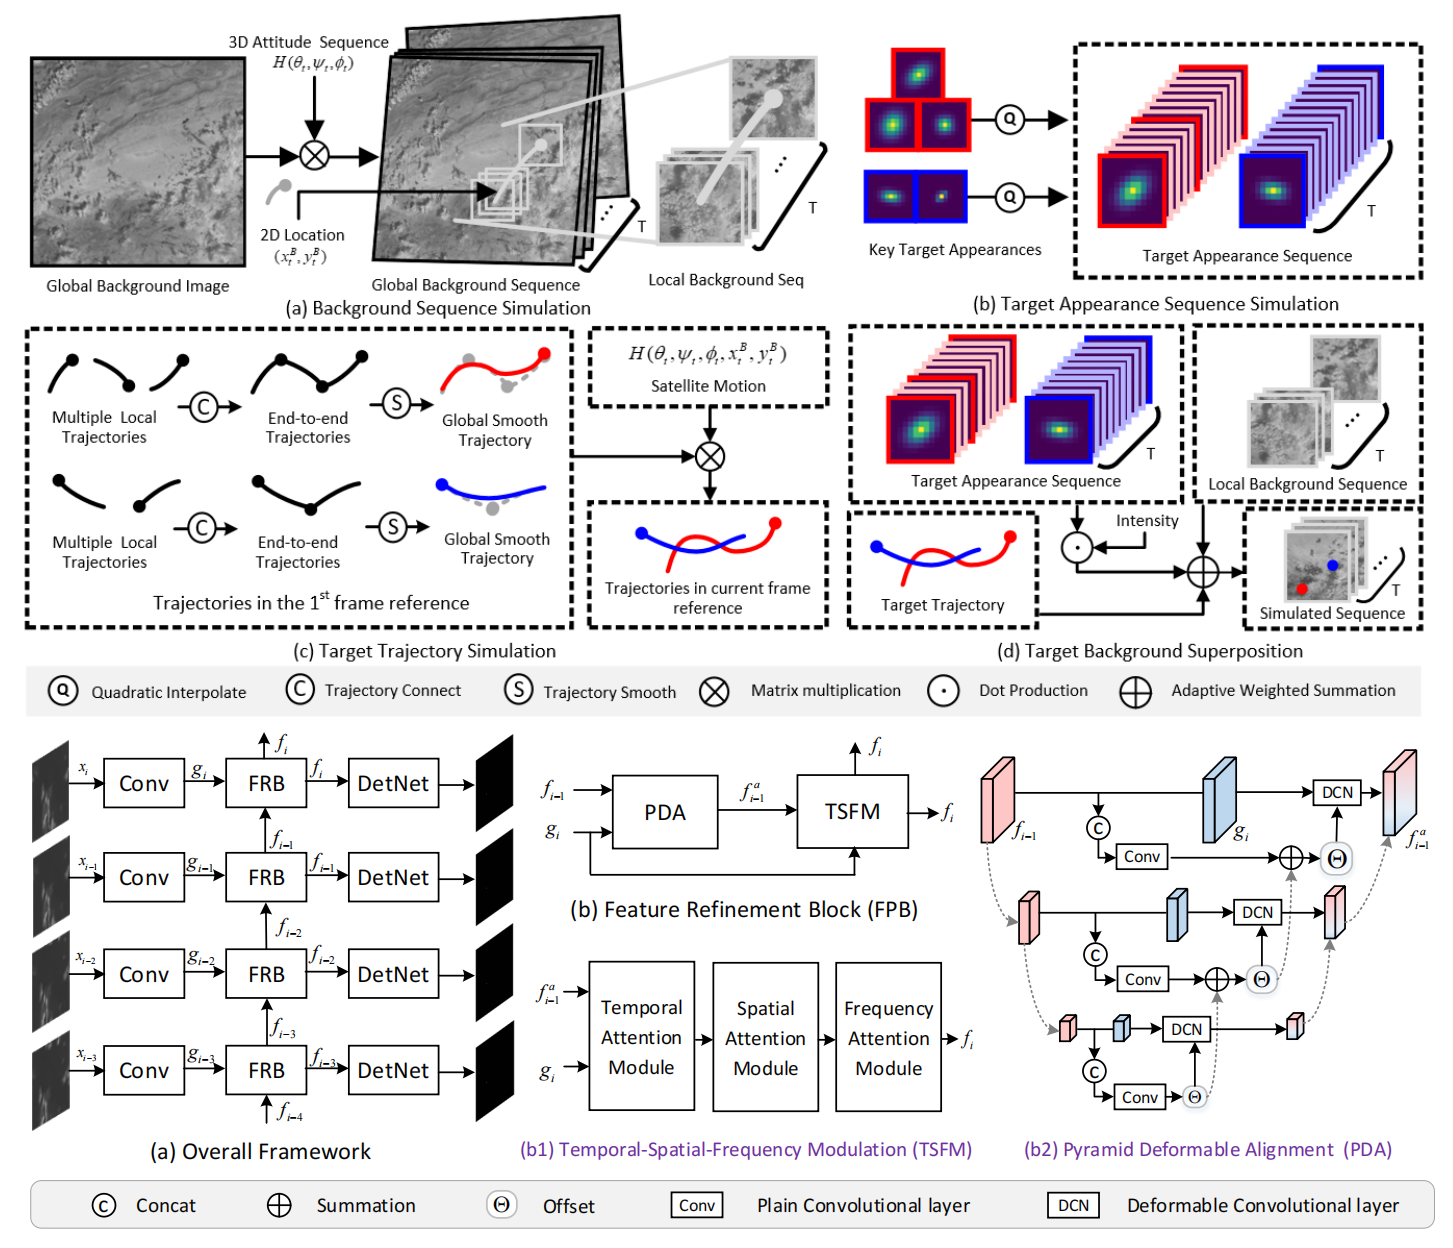 3D Attitude Sequence
H(θt,ψt,ϕt)
2D Location
(x_t^B, y_t^B)
T
T
Global Background Image
Global Background Sequence
Local Background Seq
(a) Background Sequence Simulation
Q
Q
Key Target Appearances
T
Target Appearance Sequence
(b) Target Appearance Sequence Simulation
Multiple Local
Trajectories
C
End-to-end
Trajectories
S
Global Smooth
Trajectory
Multiple Local
Trajectories
C
End-to-end
Trajectories
S
Global Smooth
Trajectory
Trajectories in the 1st frame reference
H(θt,ψt,ϕt,x_t^B,y_t^B)
Satellite Motion
Trajectories in current frame
reference
(c) Target Trajectory Simulation
T
Target Appearance Sequence
T
Local Background Sequence
Intensity
Target Trajectory
T
Simulated Sequence
(d) Target Background Superposition
Q Quadratic Interpolate
C Trajectory Connect
S Trajectory Smooth
Matrix multiplication
Dot Production
Adaptive Weighted Summation
f_i
x_i Conv g_i FRB f_i DetNet
f_{i-1}
x_{i-1} Conv g_{i-1} FRB f_{i-1} DetNet
f_{i-2}
x_{i-2} Conv g_{i-2} FRB f_{i-2} DetNet
f_{i-3}
x_{i-3} Conv g_{i-3} FRB f_{i-3} DetNet
f_{i-4}
(a) Overall Framework
f_i
f_{i-1}
g_i
PDA
f_{i-1}^a
TSFM
f_i
(b) Feature Refinement Block (FPB)
f_{i-1}^a
g_i
Temporal
Attention
Module
Spatial
Attention
Module
Frequency
Attention
Module
f_i
(b1) Temporal-Spatial-Frequency Modulation (TSFM)
f_{i-1}
g_i
DCN
f_{i-1}^a
C
Conv
Θ
DCN
C
Conv
Θ
DCN
C
Conv
Θ
(b2) Pyramid Deformable Alignment (PDA)
C Concat
Summation
Θ Offset
Conv Plain Convolutional layer
DCN Deformable Convolutional layer